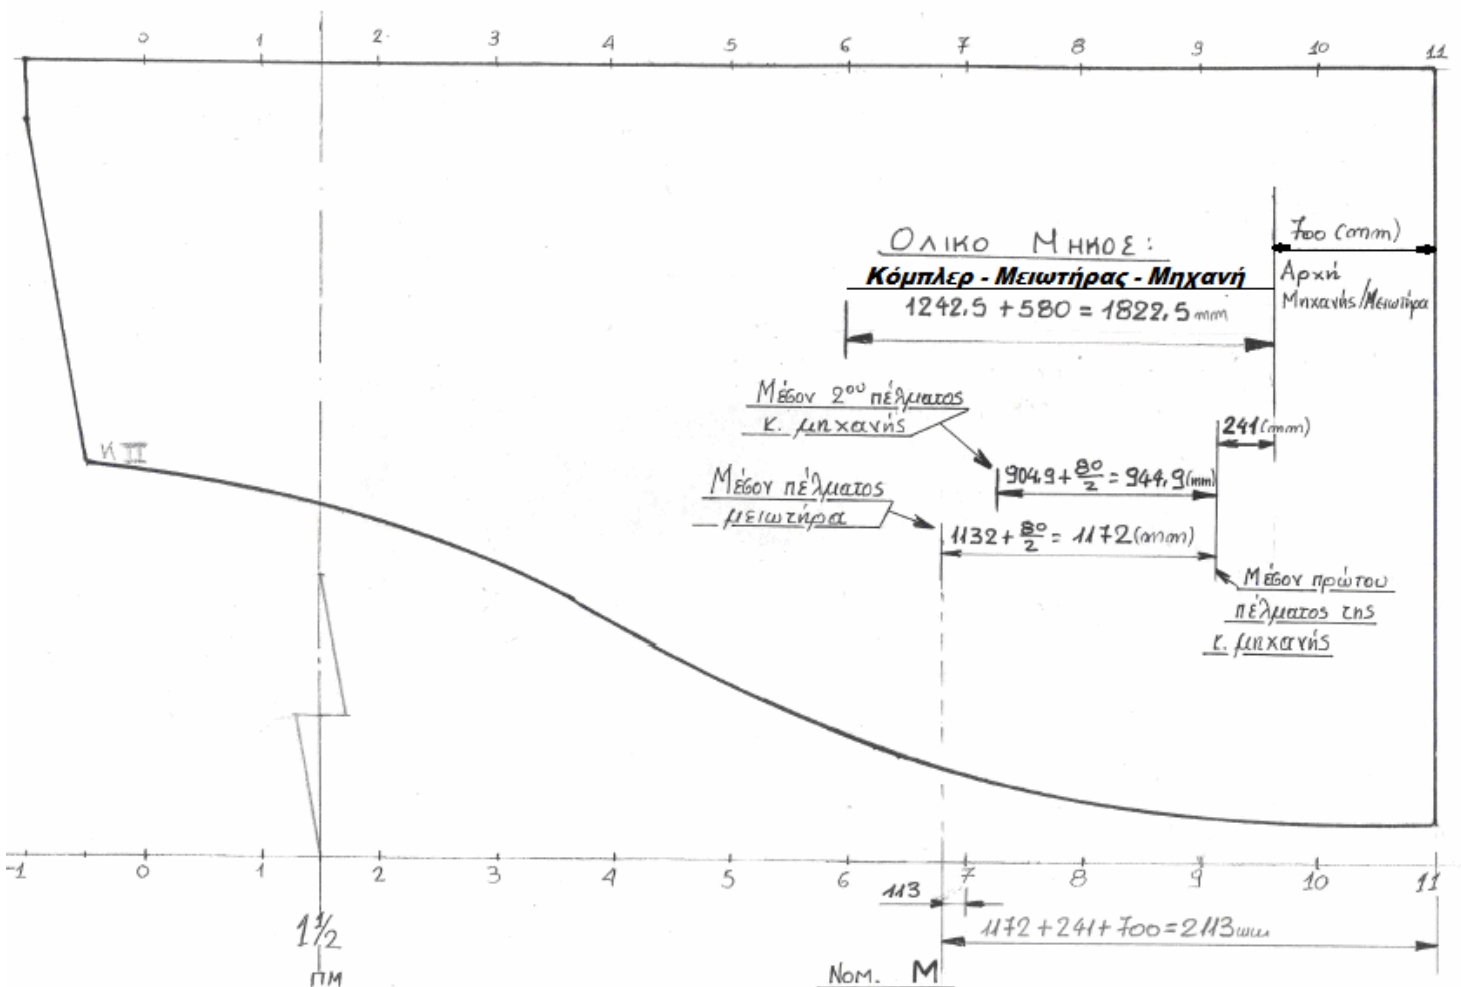 0 1 2 3 4 5 6 7 8 9 10 11
700 (mm)
ΟΛΙΚΟ ΜΗΚΟΣ:
Κόμπλερ - Μειωτήρας - Μηχανή
Αρχή
Μηχανής/Μειωτήρα
1242.5 + 580 = 1822.5 mm
Μέσον 2ου πέλματος
κ. μηχανής
241 (mm)
ΚΠ
904.9 + 80/2 = 944.9 (mm)
Μέσον πέλματος
μειωτήρα
1132 + 80/2 = 1172 (mm)
Μέσον πρώτου
πέλματος της
κ. μηχανής
-1 0 1 2 3 4 5 6 7 8 9 10 11
113
1172 + 241 + 700 = 2113 mm
1½
ΠΜ
Νομ. Μ